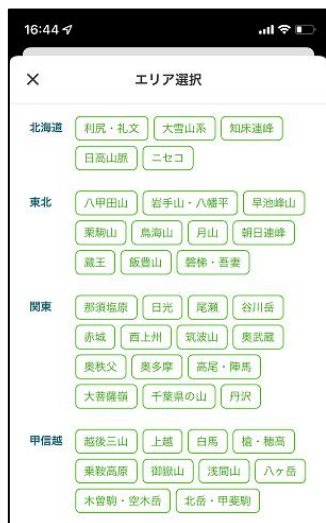 16:44
エリア選択
北海道 利尻・礼文 大雪山系 知床連峰
日高山脈 ニセコ
東北 八甲田山 岩手山・八幡平 早池峰山
栗駒山 鳥海山 月山 朝日連峰
蔵王 飯豊山 磐梯・吾妻
関東 那須塩原 日光 尾瀬 谷川岳
赤城 西上州 筑波山 奥武蔵
奥秩父 奥多摩 高尾・陣馬
大菩薩嶺 千葉県の山 丹沢
甲信越 越後三山 上越 白馬 槍・穂高
乗鞍高原 御嶽山 浅間山 八ヶ岳
木曽駒・空木岳 北岳・甲斐駒